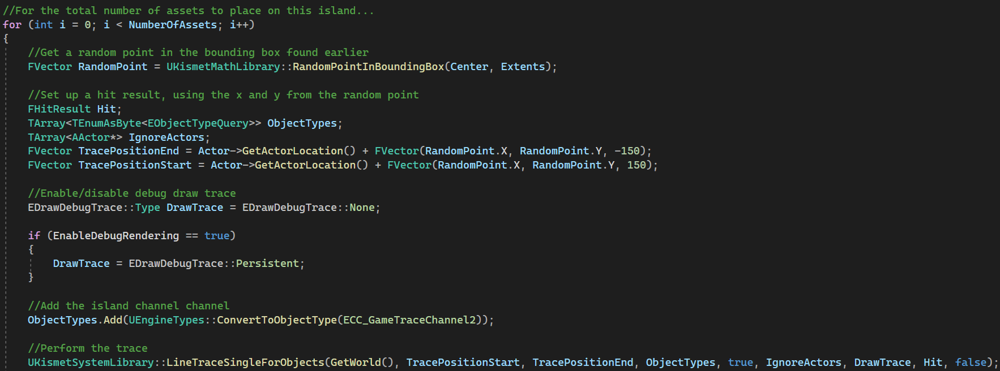 //For the total number of assets to place on this island...
for (int i = 0; i < NumberOfAssets; i++)
{
    //Get a random point in the bounding box found earlier
    FVector RandomPoint = UKismetMathLibrary::RandomPointInBoundingBox(Center, Extents);

    //Set up a hit result, using the x and y from the random point
    FHitResult Hit;
    TArray<TEnumAsByte<EObjectTypeQuery>> ObjectTypes;
    TArray<AActor*> IgnoreActors;
    FVector TracePositionEnd = Actor->GetActorLocation() + FVector(RandomPoint.X, RandomPoint.Y, -150);
    FVector TracePositionStart = Actor->GetActorLocation() + FVector(RandomPoint.X, RandomPoint.Y, 150);

    //Enable/disable debug draw trace
    EDrawDebugTrace::Type DrawTrace = EDrawDebugTrace::None;

    if (EnableDebugRendering == true)
    {
        DrawTrace = EDrawDebugTrace::Persistent;
    }

    //Add the island channel channel
    ObjectTypes.Add(UEngineTypes::ConvertToObjectType(ECC_GameTraceChannel2));

    //Perform the trace
    UKismetSystemLibrary::LineTraceSingleForObjects(GetWorld(), TracePositionStart, TracePositionEnd, ObjectTypes, true, IgnoreActors, DrawTrace, Hit, false);